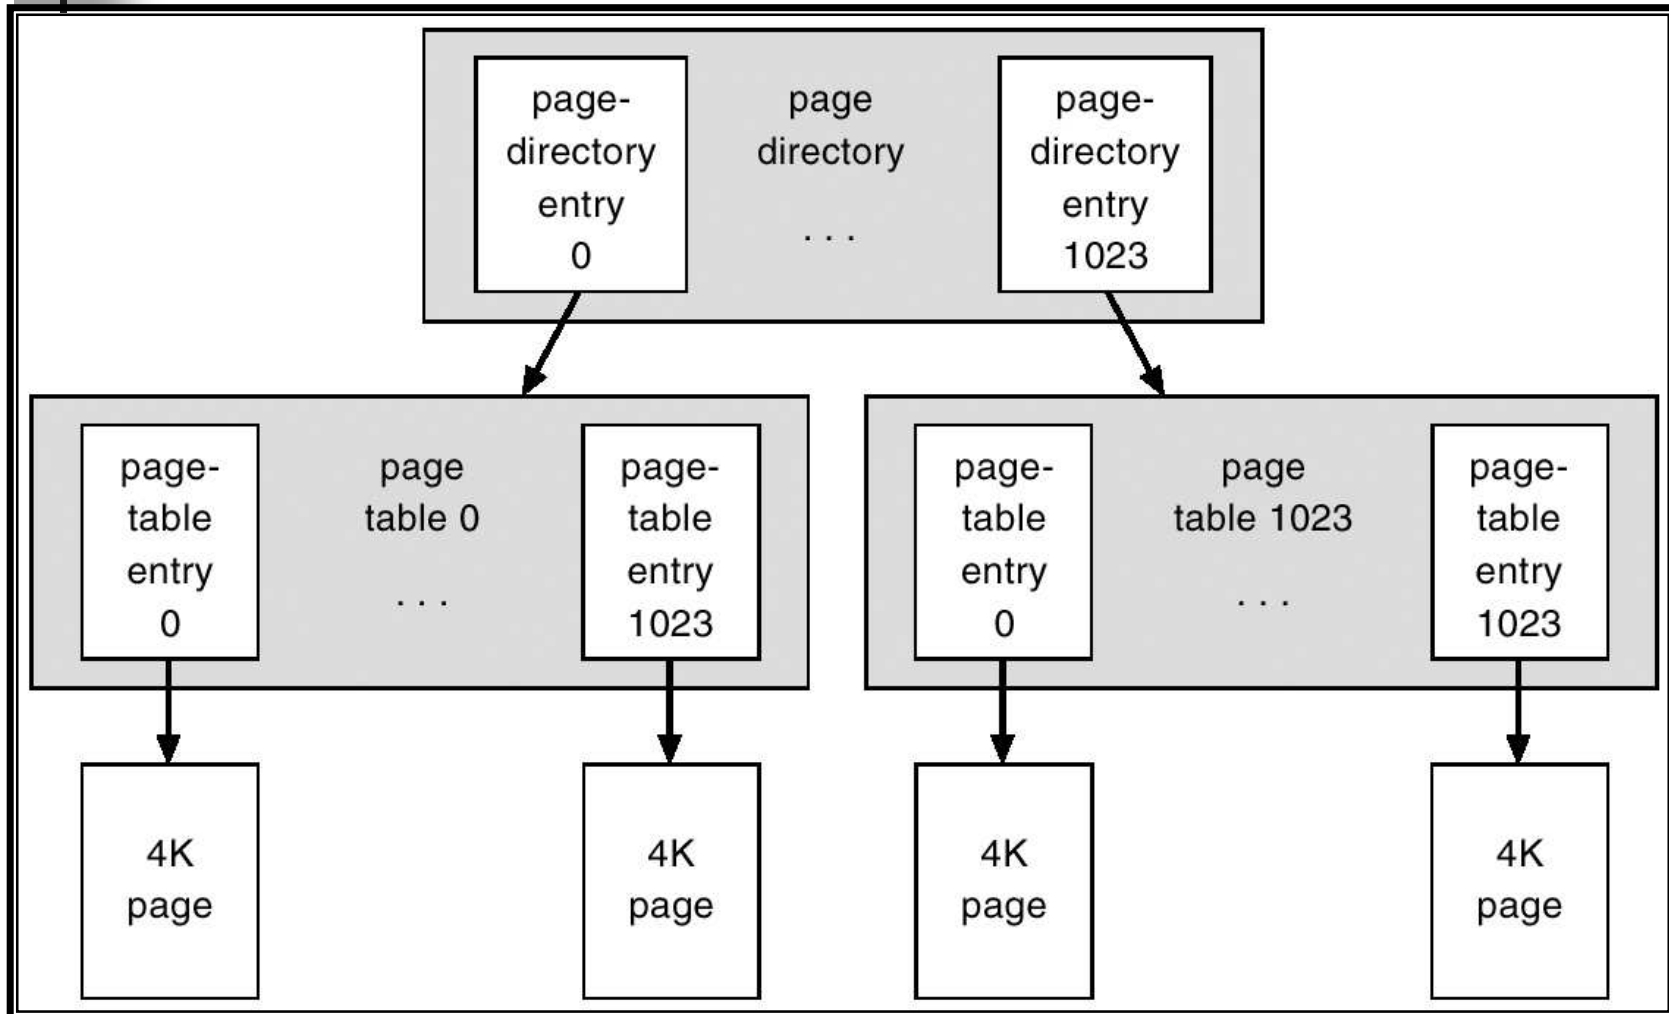 page-
directory
entry
0
page
directory
. . .
page-
directory
entry
1023
page-
table
entry
0
page
table 0
. . .
page-
table
entry
1023
page-
table
entry
0
page
table 1023
. . .
page-
table
entry
1023
4K
page
4K
page
4K
page
4K
page